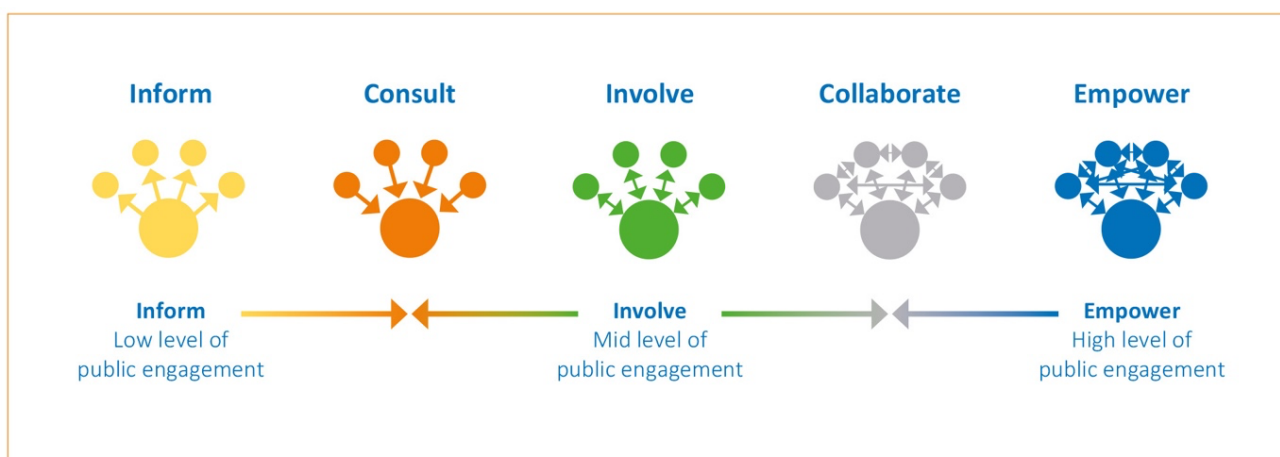 Inform
Consult
Involve
Collaborate
Empower
Inform
Low level of
public engagement
Involve
Mid level of
public engagement
Empower
High level of
public engagement